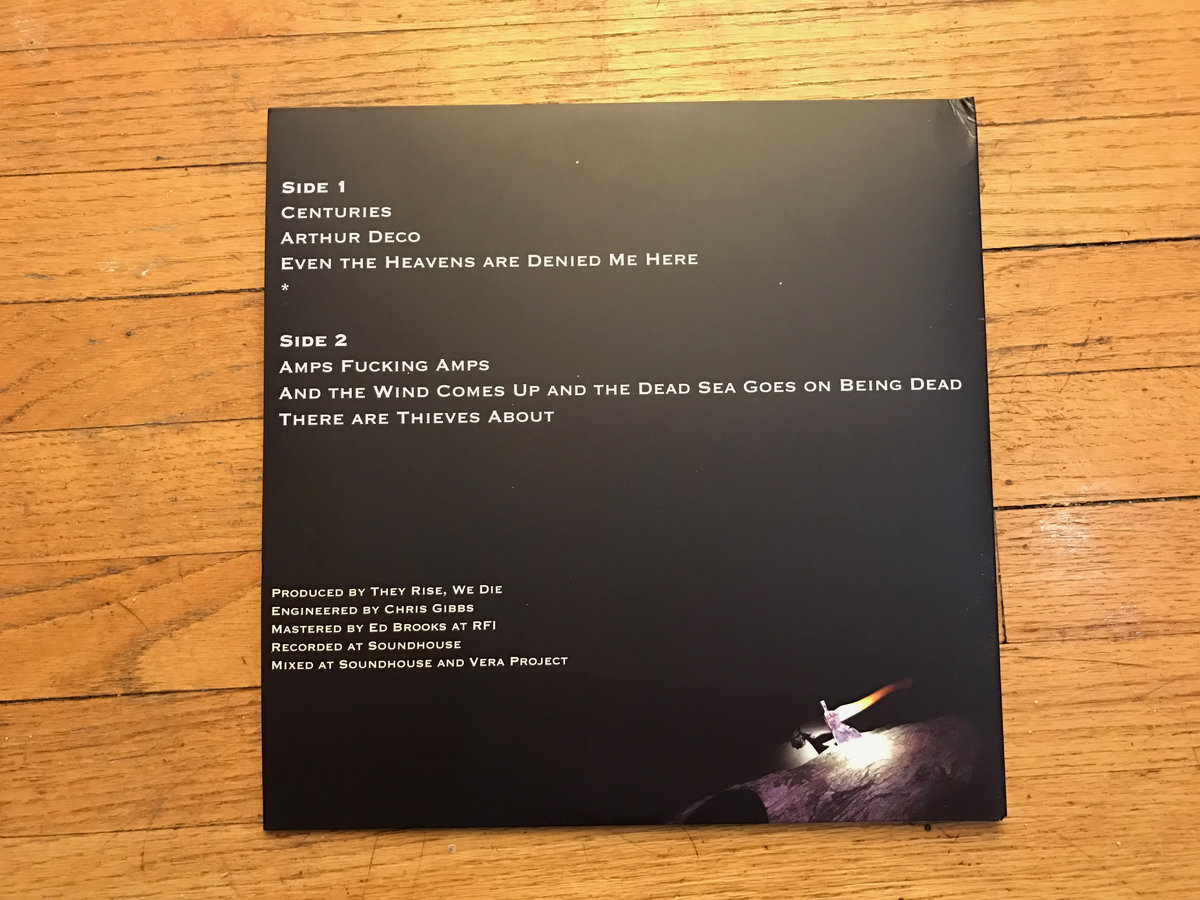 Side 1
Centuries
Arthur Deco
Even the Heavens are Denied Me Here
*
Side 2
Amps Fucking Amps
And the Wind Comes Up and the Dead Sea Goes on Being Dead
There are Thieves About
Produced by They Rise, We Die
Engineered by Chris Gibbs
Mastered by Ed Brooks at RFI
Recorded at Soundhouse
Mixed at Soundhouse and Vera Project